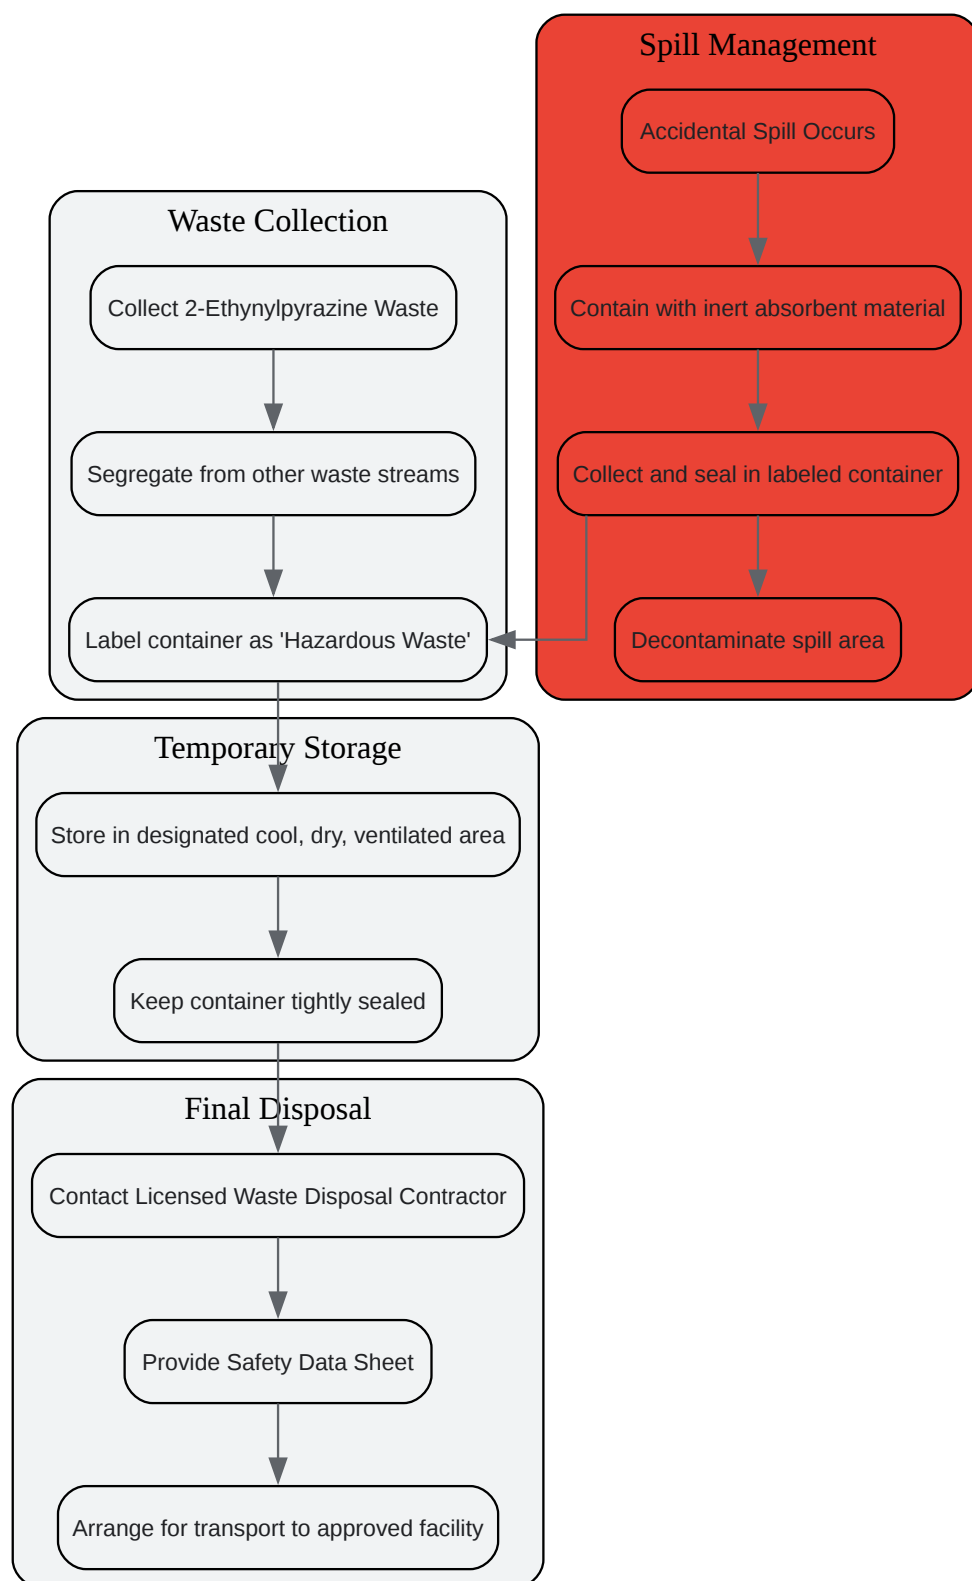 Spill Management
Accidental Spill Occurs
Contain with inert absorbent material
Collect and seal in labeled container
Decontaminate spill area
Waste Collection
Collect 2-Ethynylpyrazine Waste
Segregate from other waste streams
Label container as 'Hazardous Waste'
Temporary Storage
Store in designated cool, dry, ventilated area
Keep container tightly sealed
Final Disposal
Contact Licensed Waste Disposal Contractor
Provide Safety Data Sheet
Arrange for transport to approved facility